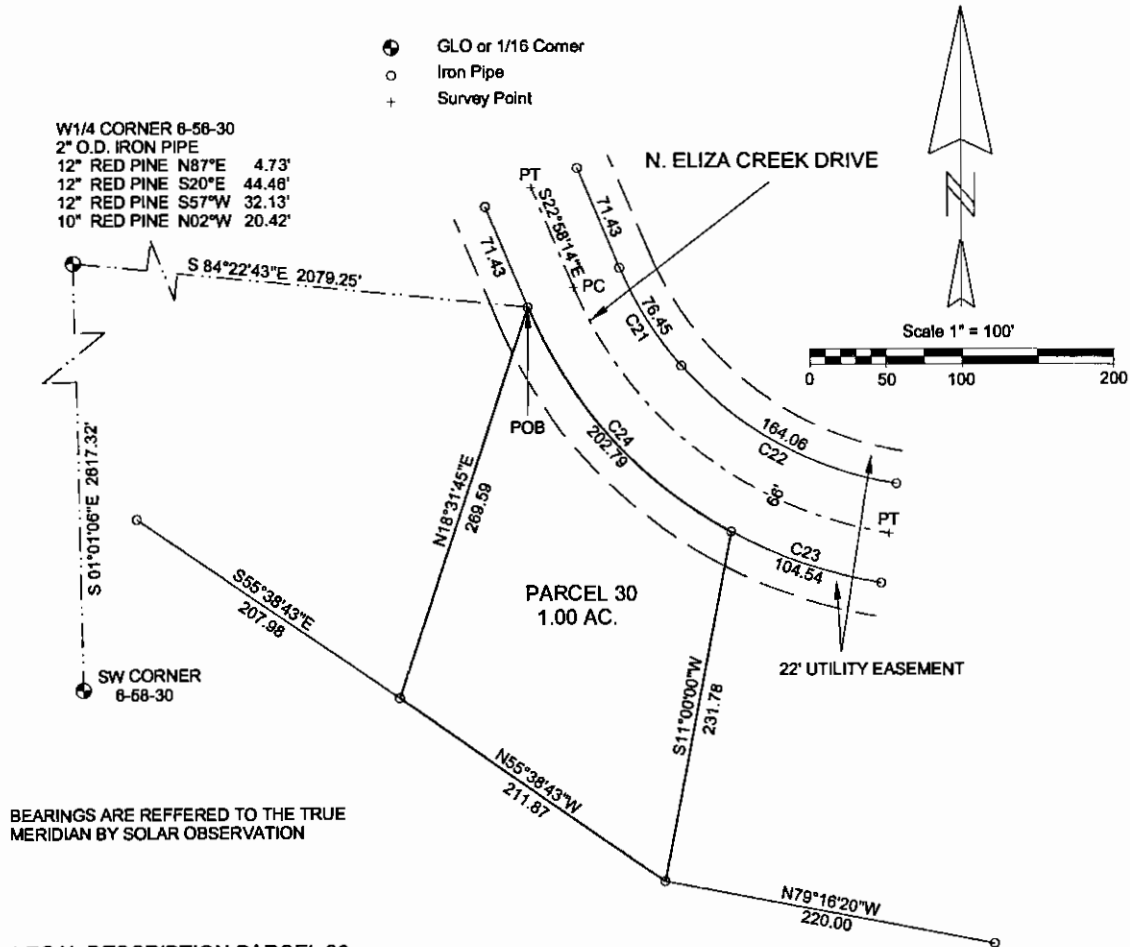 GLO or 1/16 Corner
Iron Pipe
Survey Point
W1/4 CORNER 6-56-30
2" O.D. IRON PIPE
12" RED PINE N87°E 4.73'
12" RED PINE S20°E 44.46'
12" RED PINE S57°W 32.13'
10" RED PINE N02°W 20.42'
N. ELIZA CREEK DRIVE
PT
S22°58'14"E
71.43
71.43
PC
N
S 84°22'43"E 2079.25'
76.45
C21
Scale 1" = 100'
0 50 100 200
POB
C24
202.79
164.06
C22
66'
PT
S 01°01'06"E 2617.32'
N18°31'45"E
269.59
C23
104.54
PARCEL 30
1.00 AC.
S55°38'43"E
207.98
22' UTILITY EASEMENT
SW CORNER
6-56-30
S11°00'00"W
231.78
N55°38'43"W
211.87
BEARINGS ARE REFFERED TO THE TRUE
MERIDIAN BY SOLAR OBSERVATION
N79°16'20"W
220.00